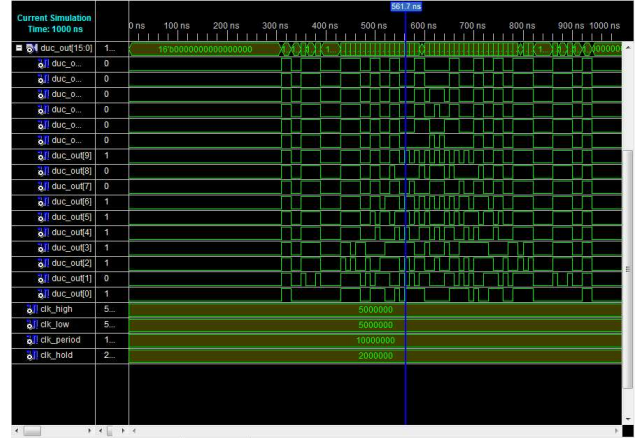 561.7 ns
Current Simulation
Time: 1000 ns
0 ns 100 ns 200 ns 300 ns 400 ns 500 ns 600 ns 700 ns 800 ns 900 ns 1000 ns
duc_out[15:0] 1... 16'b0000000000000000 1 1...
duc_o... 0
duc_o... 0
duc_o... 0
duc_o... 0
duc_o... 0
duc_o... 0
duc_out[9] 1
duc_out[8] 0
duc_out[7] 0
duc_out[6] 1
duc_out[5] 1
duc_out[4] 1
duc_out[3] 1
duc_out[2] 1
duc_out[1] 0
duc_out[0] 1
clk_high 5... 5000000
clk_low 5... 5000000
clk_period 1... 10000000
clk_hold 2... 2000000